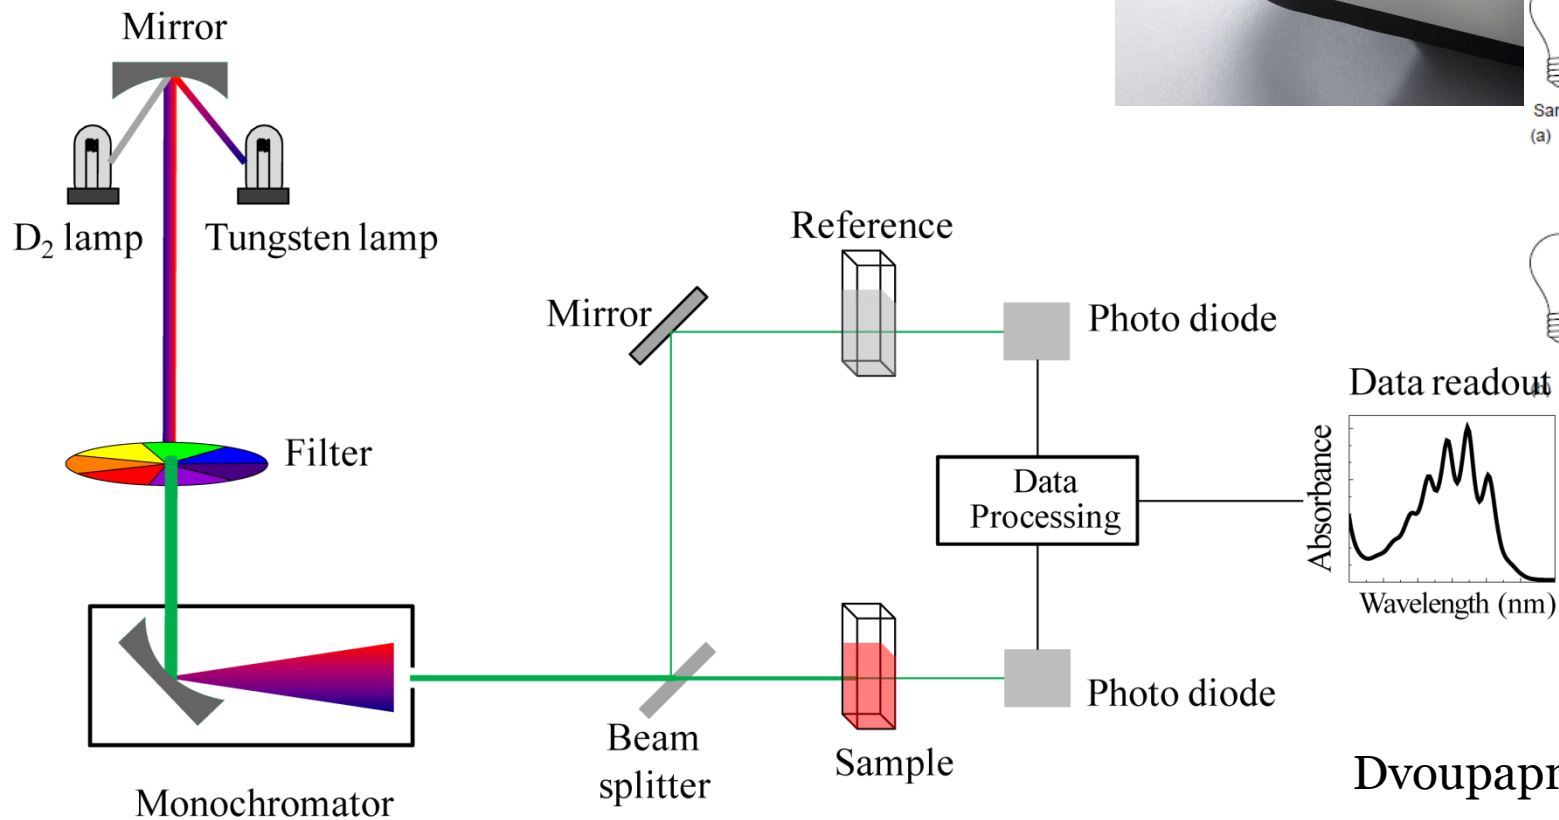 Mirror
D₂ lamp
Tungsten lamp
(a)
Reference
Mirror
Photo diode
Data readout
Filter
Data
Processing
Absorbance
Wavelength (nm)
Beam
splitter
Sample
Photo diode
Monochromator